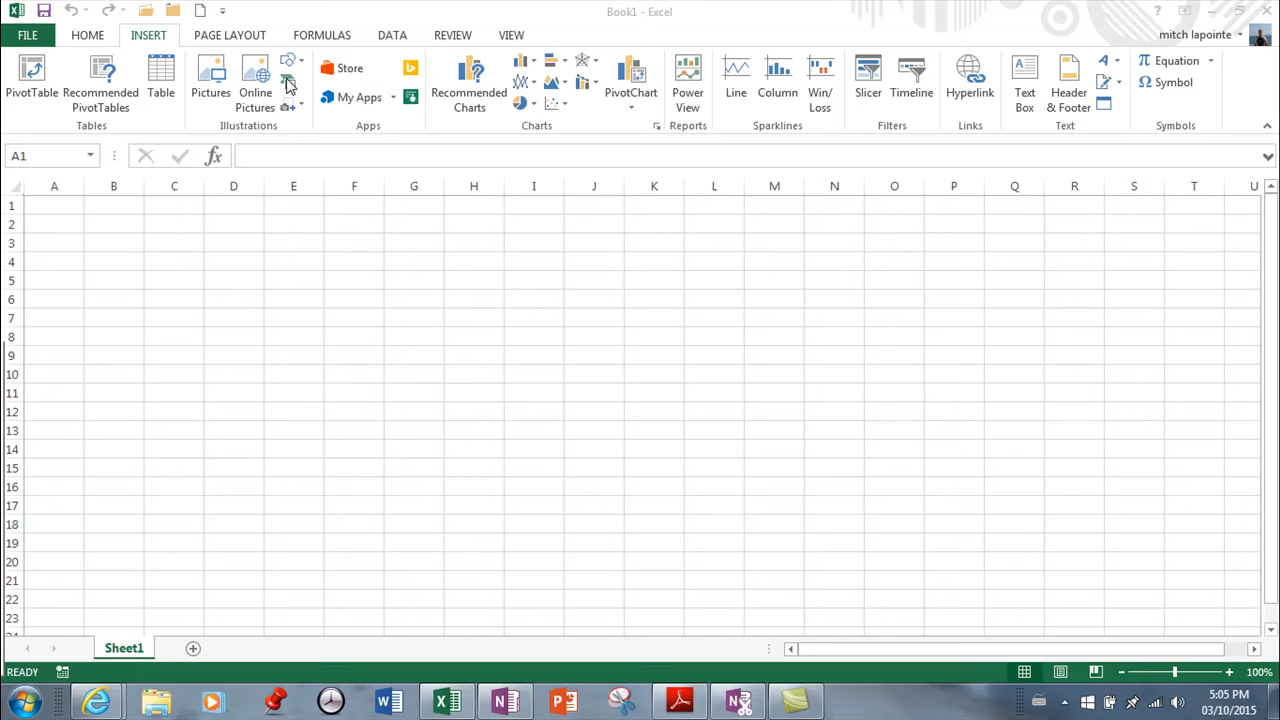 Book1 - Excel
FILE HOME INSERT PAGE LAYOUT FORMULAS DATA REVIEW VIEW
mitch lapointe
PivotTable
Recommended
PivotTables
Table
Tables
Pictures
Online
Pictures
Illustrations
Store
My Apps
Apps
Recommended
Charts
PivotChart
Charts
Power
View
Reports
Line
Column
Win/
Loss
Sparklines
Slicer
Timeline
Filters
Hyperlink
Links
Text
Box
Header
& Footer
Text
Equation
Symbol
Symbols
A1
fx
A B C D E F G H I J K L M N O P Q R S T U
1
2
3
4
5
6
7
8
9
10
11
12
13
14
15
16
17
18
19
20
21
22
23
Sheet1
READY
100%
5:05 PM
03/10/2015